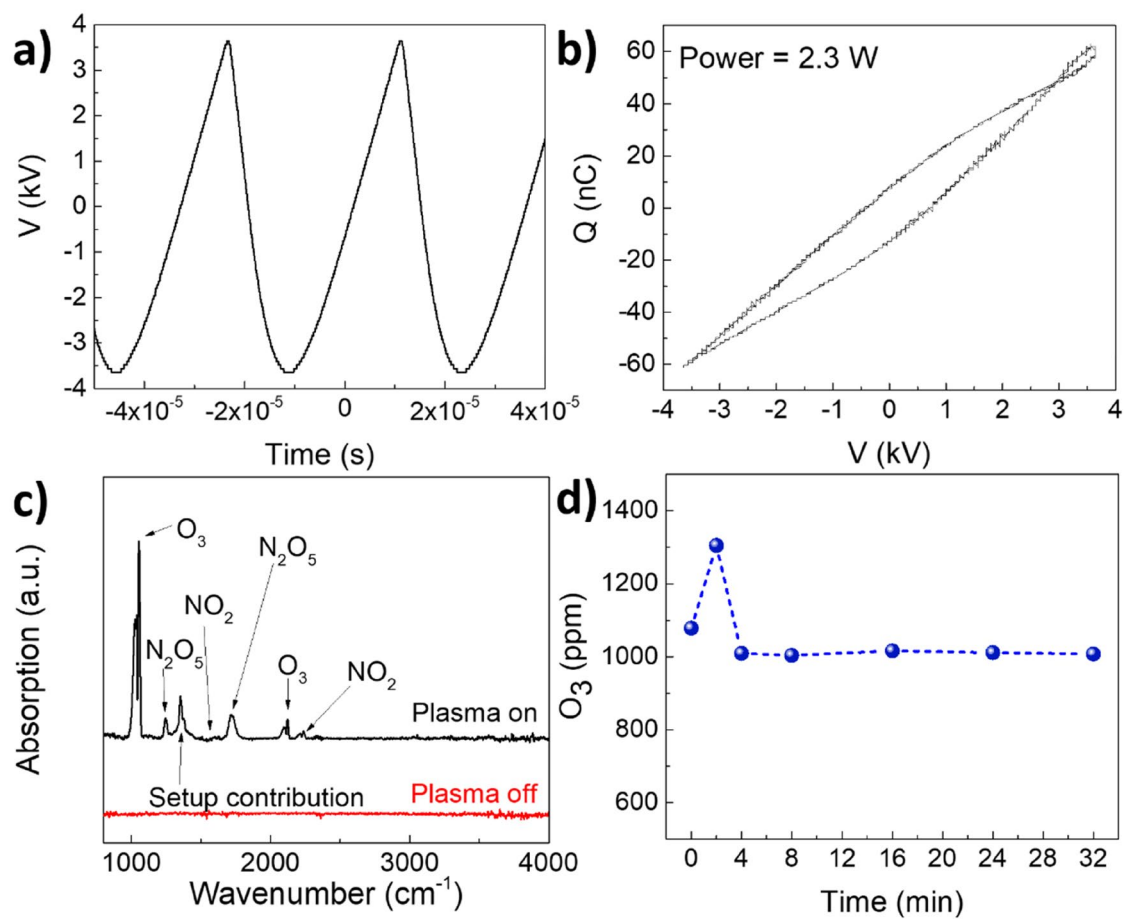 a)
4
3
2
1
0
-1
-2
-3
-4
V (kV)
-4x10⁻⁵
-2x10⁻⁵
0
2x10⁻⁵
4x10⁻⁵
Time (s)
b)
Power = 2.3 W
60
40
20
0
-20
-40
-60
Q (nC)
-4
-3
-2
-1
0
1
2
3
4
V (kV)
c)
O₃
N₂O₅
NO₂
N₂O₅
O₃
NO₂
Plasma on
Setup contribution
Plasma off
Absorption (a.u.)
1000
2000
3000
4000
Wavenumber (cm⁻¹)
d)
1400
1200
1000
800
600
O₃ (ppm)
0
4
8
12
16
20
24
28
32
Time (min)